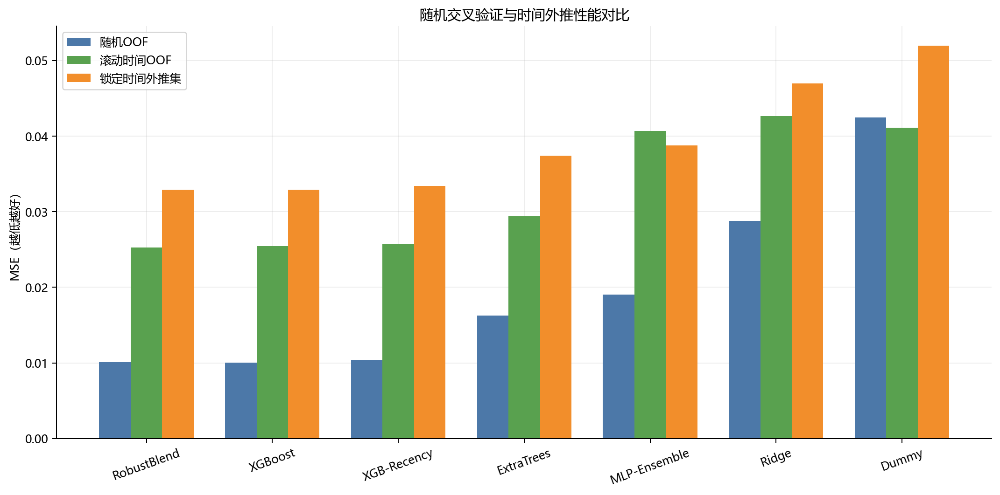 随机交叉验证与时间外推性能对比
随机OOF
滚动时间OOF
锁定时间外推集
MSE（越低越好）
0.05
0.04
0.03
0.02
0.01
0.00
RobustBlend
XGBoost
XGB-Recency
ExtraTrees
MLP-Ensemble
Ridge
Dummy